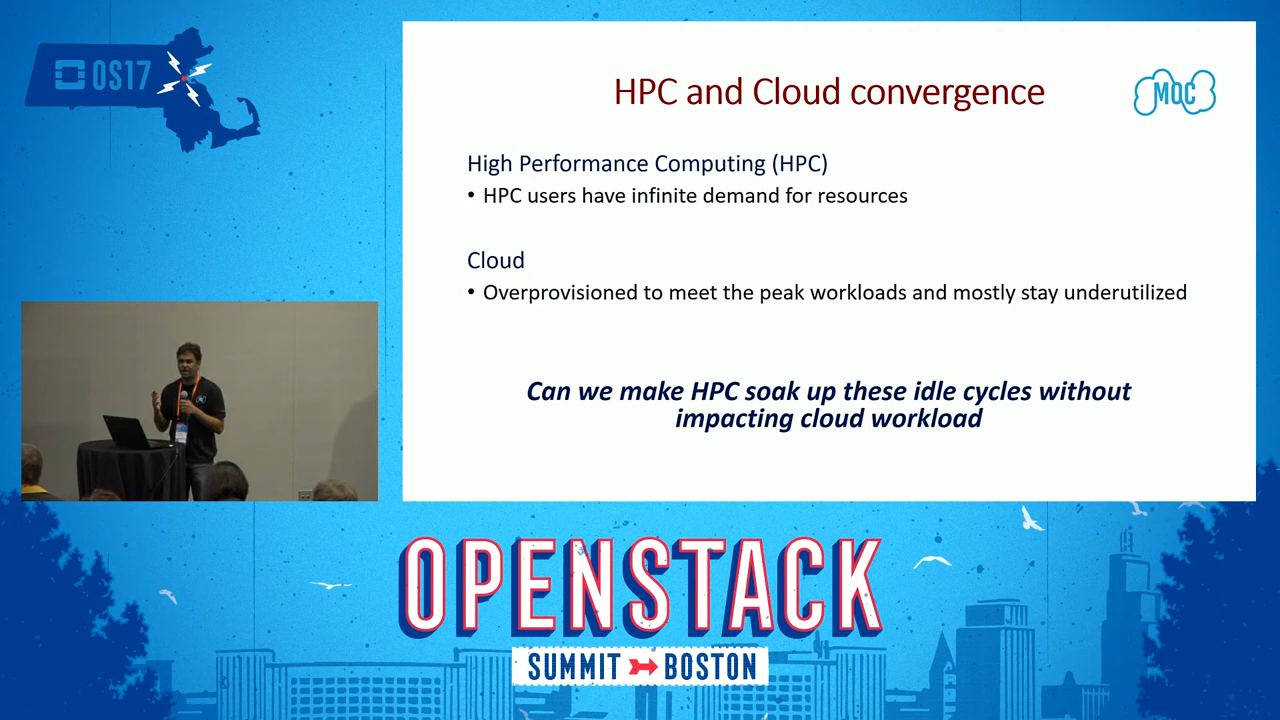 OS17
HPC and Cloud convergence
MOC
High Performance Computing (HPC)
• HPC users have infinite demand for resources
Cloud
• Overprovisioned to meet the peak workloads and mostly stay underutilized
Can we make HPC soak up these idle cycles without
impacting cloud workload
OPENSTACK
SUMMIT BOSTON